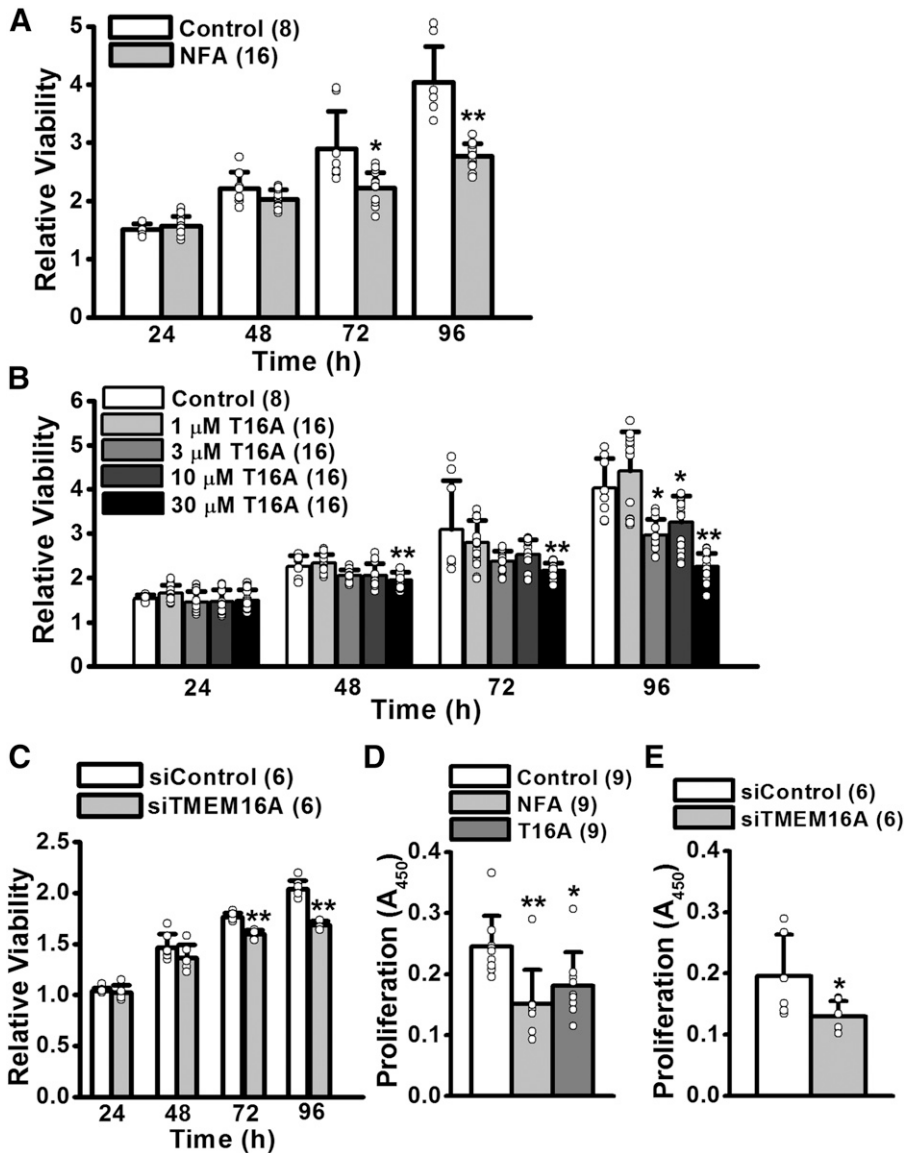 A
Control (8)
NFA (16)
Relative Viability
5
4
3
2
1
0
*
**
24 48 72 96
Time (h)
B
Control (8)
1 μM T16A (16)
3 μM T16A (16)
10 μM T16A (16)
30 μM T16A (16)
Relative Viability
6
5
4
3
2
1
0
**
**
*
*
**
24 48 72 96
Time (h)
C
siControl (6)
siTMEM16A (6)
Relative Viability
2.5
2.0
1.5
1.0
0.5
0.0
**
**
24 48 72 96
Time (h)
D
Control (9)
NFA (9)
T16A (9)
Proliferation (A450)
0.4
0.3
0.2
0.1
0.0
**
*
E
siControl (6)
siTMEM16A (6)
Proliferation (A450)
0.4
0.3
0.2
0.1
0.0
*